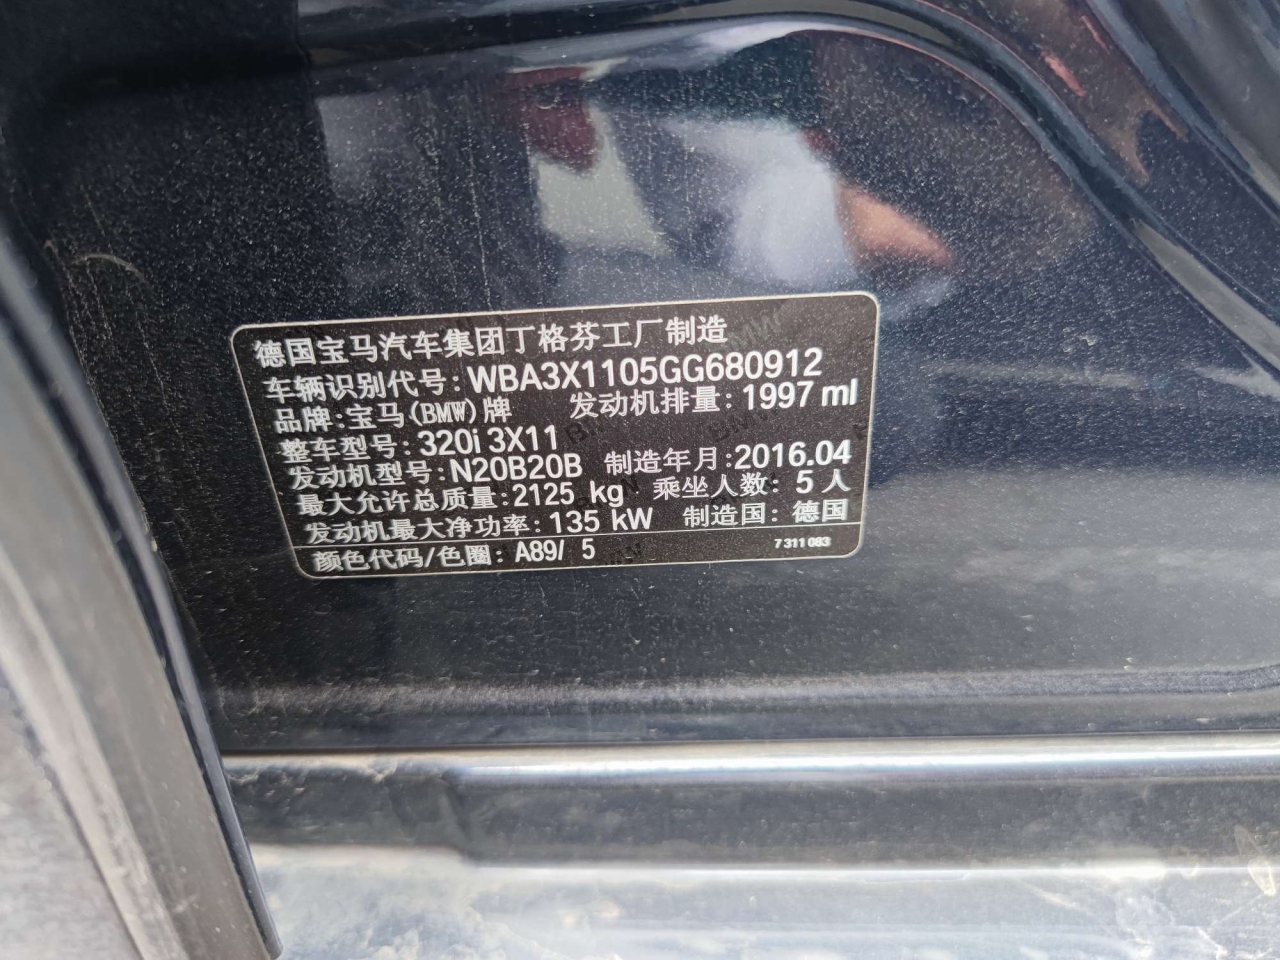 德国宝马汽车集团丁格芬工厂制造
车辆识别代号: WBA3X1105GG680912
品牌: 宝马(BMW)牌 发动机排量: 1997 ml
整车型号: 320i 3X11
发动机型号: N20B20B 制造年月: 2016.04
最大允许总质量: 2125 kg 乘坐人数: 5 人
发动机最大净功率: 135 kW 制造国: 德国
颜色代码/色圈: A89/ 5 7 311 083